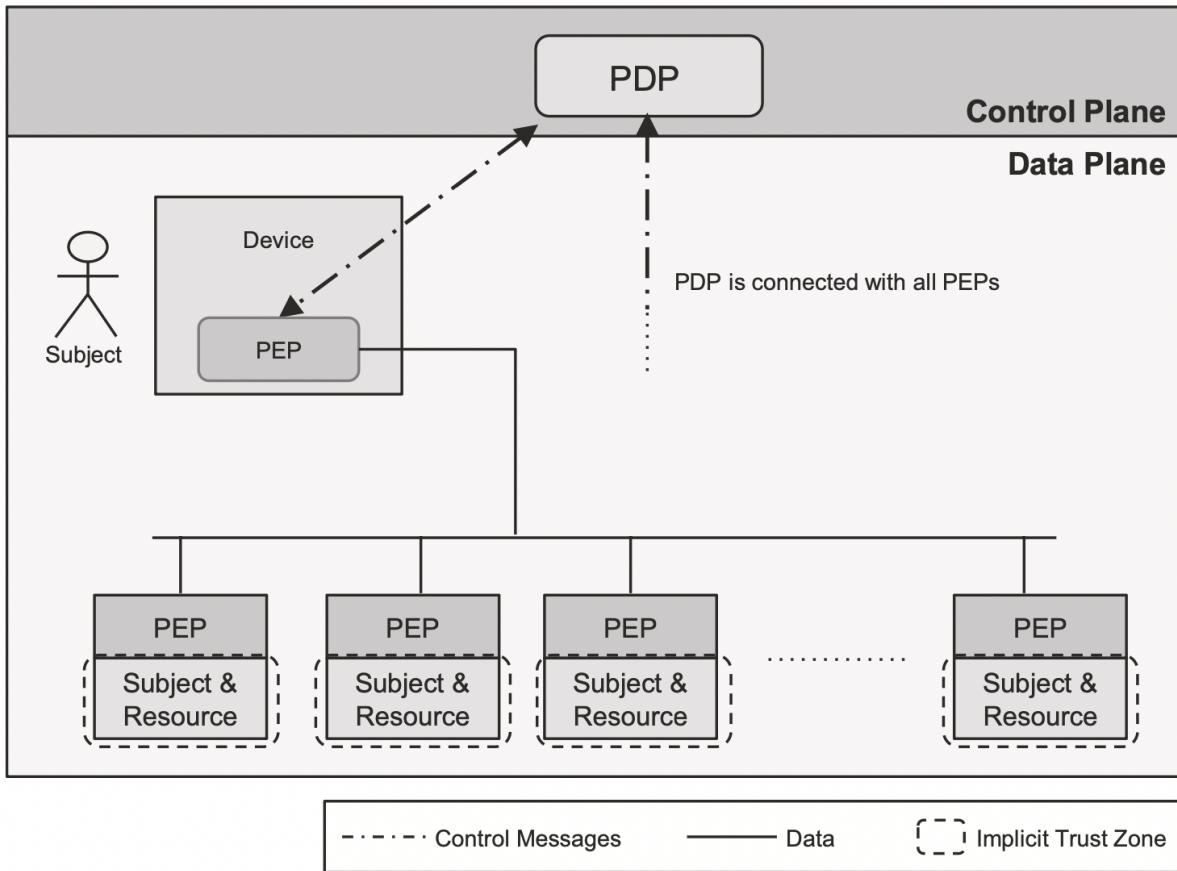 PDP
Control Plane
Data Plane
Device
PDP is connected with all PEPs
PEP
Subject
PEP
PEP
PEP
PEP
Subject &
Resource
Subject &
Resource
Subject &
Resource
Subject &
Resource
Control Messages
Data
Implicit Trust Zone